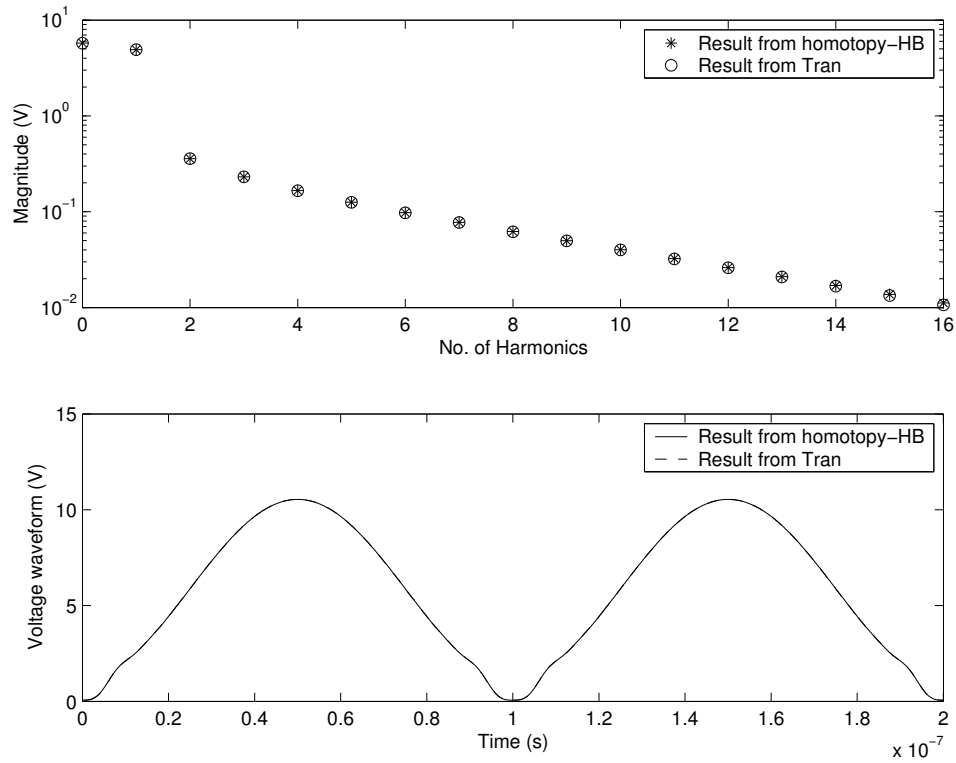 10^1
10^0
10^-1
10^-2
Magnitude (V)
Result from homotopy-HB
Result from Tran
0 2 4 6 8 10 12 14 16
No. of Harmonics
15
10
5
0
Voltage waveform (V)
Result from homotopy-HB
Result from Tran
0 0.2 0.4 0.6 0.8 1 1.2 1.4 1.6 1.8 2
Time (s)
x 10^-7